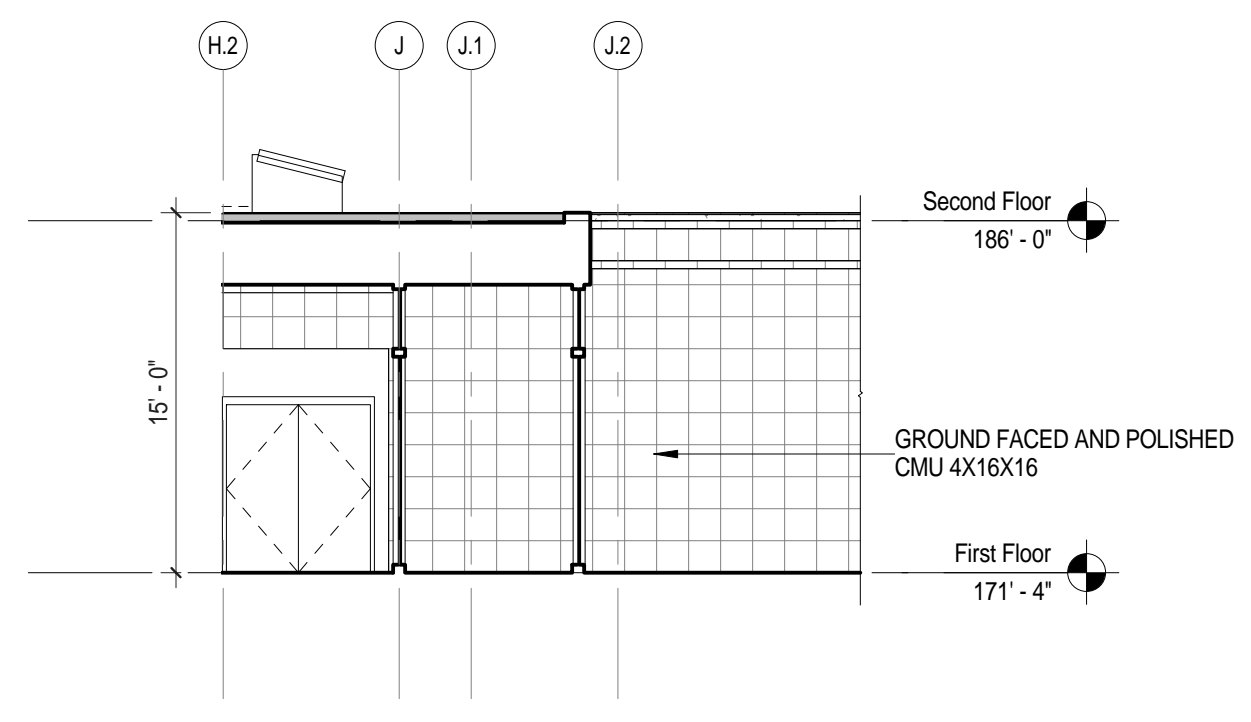 H.2
J
J.1
J.2
Second Floor
186' - 0"
15' - 0"
GROUND FACED AND POLISHED
CMU 4X16X16
First Floor
171' - 4"